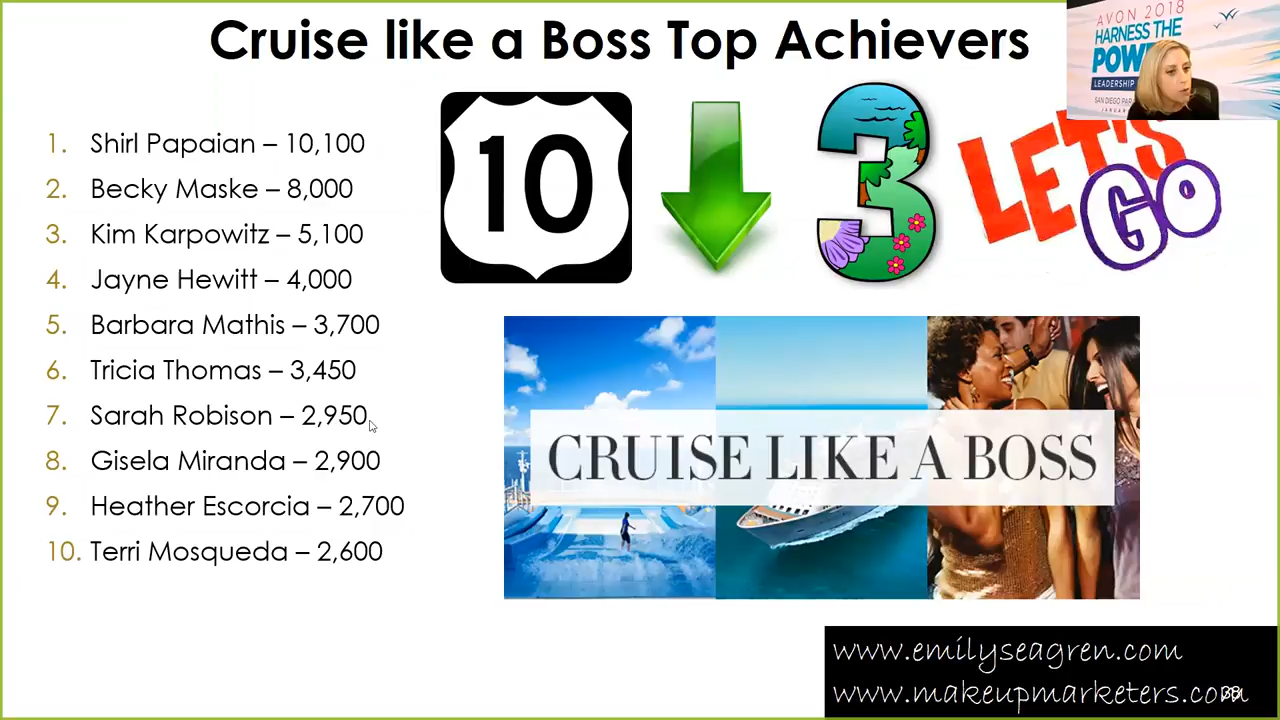 Cruise like a Boss Top Achievers
AVON 2018
HARNESS THE
LEADERSHIP
SAN DIEGO
1. Shirl Papaian – 10,100
2. Becky Maske – 8,000
3. Kim Karpowitz – 5,100
4. Jayne Hewitt – 4,000
5. Barbara Mathis – 3,700
6. Tricia Thomas – 3,450
7. Sarah Robison – 2,950
8. Gisela Miranda – 2,900
9. Heather Escorcia – 2,700
10. Terri Mosqueda – 2,600
10
3
LET'S
GO
CRUISE LIKE A BOSS
www.emilyseagren.com
www.makeupmarketers.com